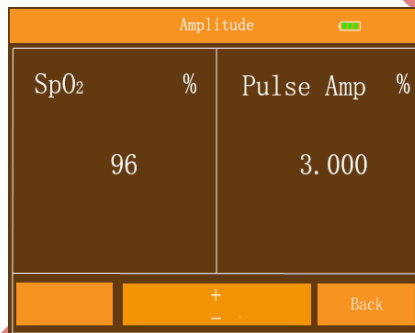 Amplitude
SpO₂ %
Pulse Amp %
96
3.000
+
−
Back